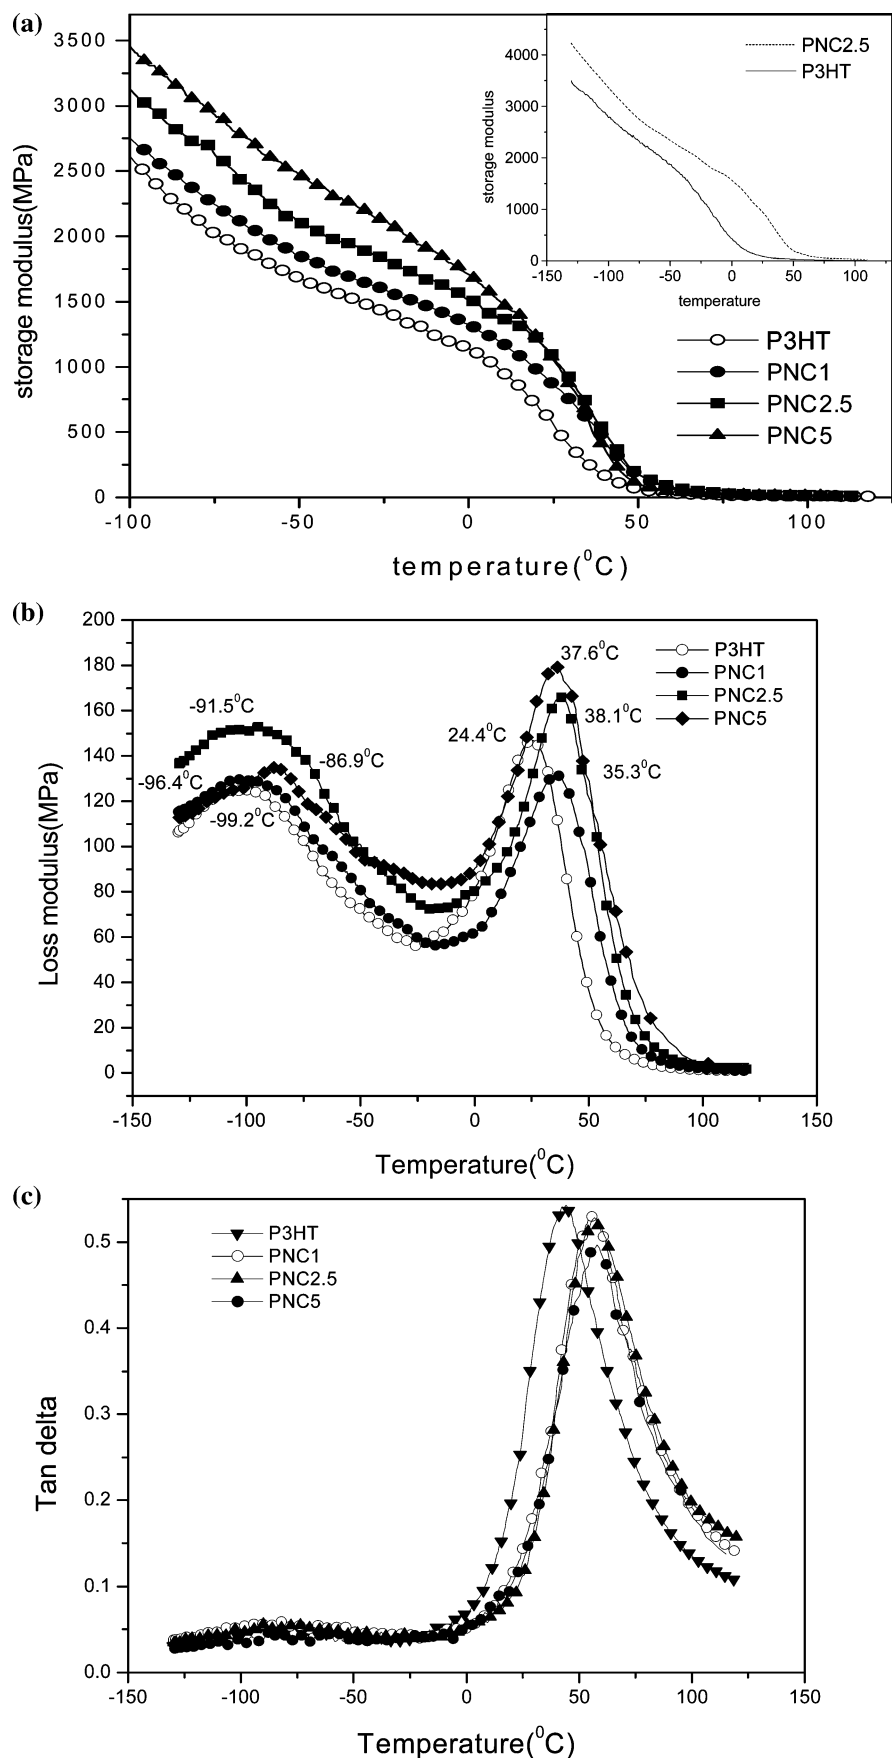 (a)
3500
3000
2500
2000
1500
1000
500
0
storage modulus(MPa)
-100
-50
0
50
100
temperature(⁰C)
P3HT
PNC1
PNC2.5
PNC5
4000
3000
2000
1000
0
storage modulus
-150
-100
-50
0
50
100
temperature
PNC2.5
P3HT
(b)
200
180
160
140
120
100
80
60
40
20
0
Loss modulus(MPa)
-150
-100
-50
0
50
100
150
Temperature(⁰C)
P3HT
PNC1
PNC2.5
PNC5
37.6⁰C
-91.5⁰C
38.1⁰C
24.4⁰C
-86.9⁰C
35.3⁰C
-96.4⁰C
-99.2⁰C
(c)
0.5
0.4
0.3
0.2
0.1
0.0
Tan delta
-150
-100
-50
0
50
100
150
Temperature(⁰C)
P3HT
PNC1
PNC2.5
PNC5